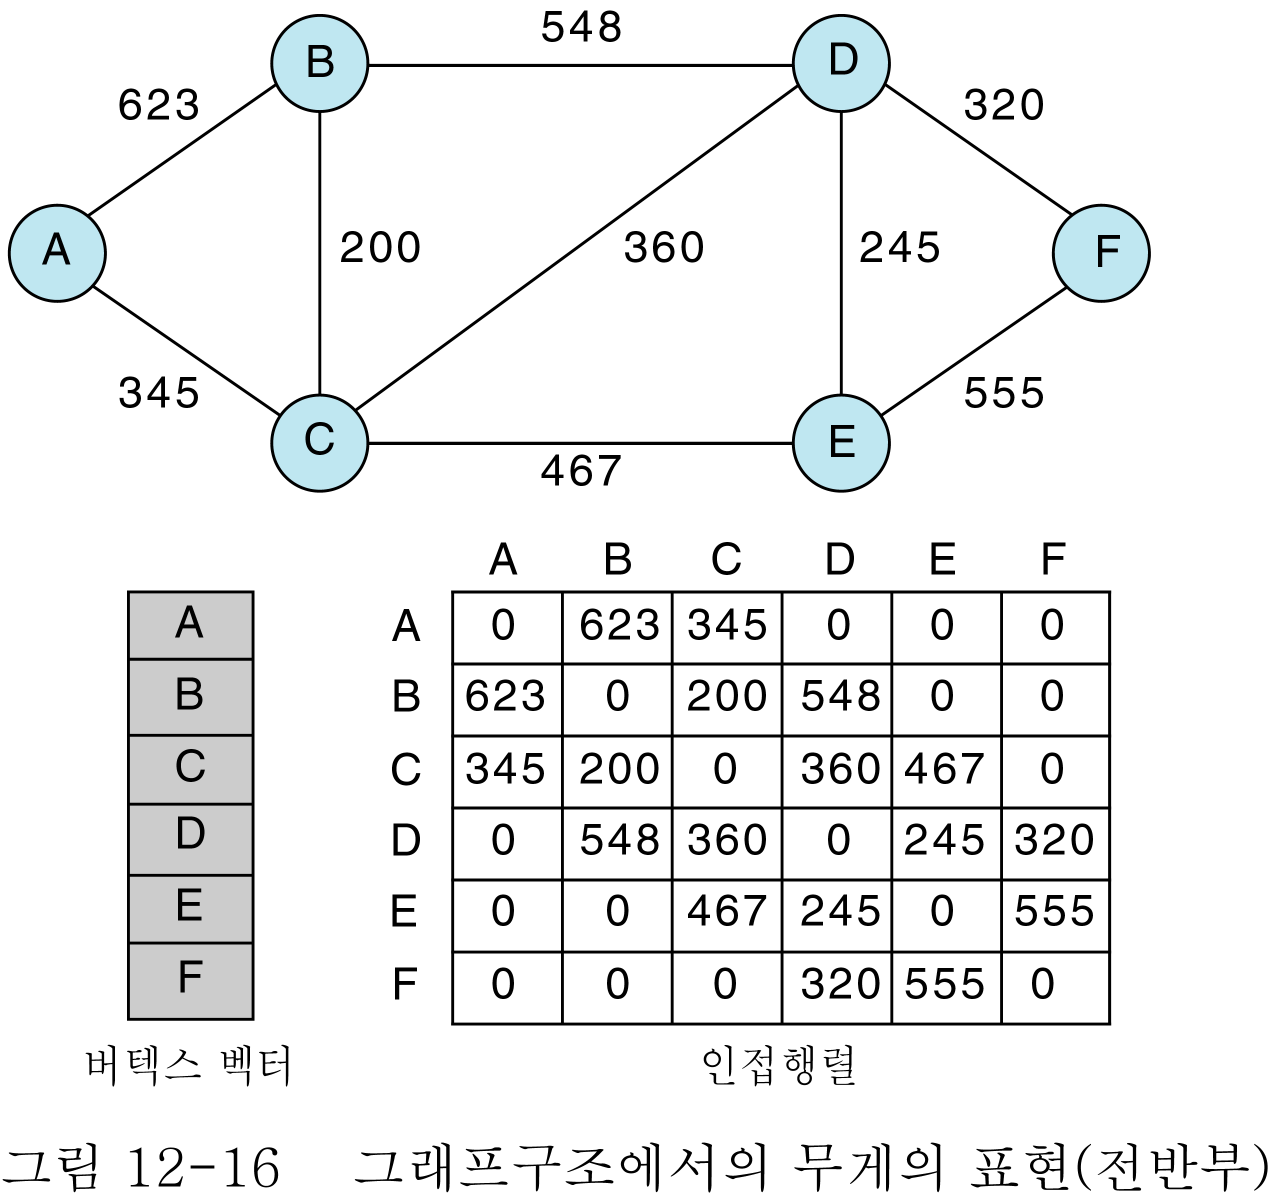 548
B
D
623
320
A
200
360
245
F
345
555
C
E
467
A B C D E F
A
A 0 623 345 0 0 0
B
B 623 0 200 548 0 0
C
C 345 200 0 360 467 0
D
D 0 548 360 0 245 320
E
E 0 0 467 245 0 555
F
F 0 0 0 320 555 0
버텍스 벡터
인접행렬
그림 12-16 그래프구조에서의 무게의 표현(전반부)